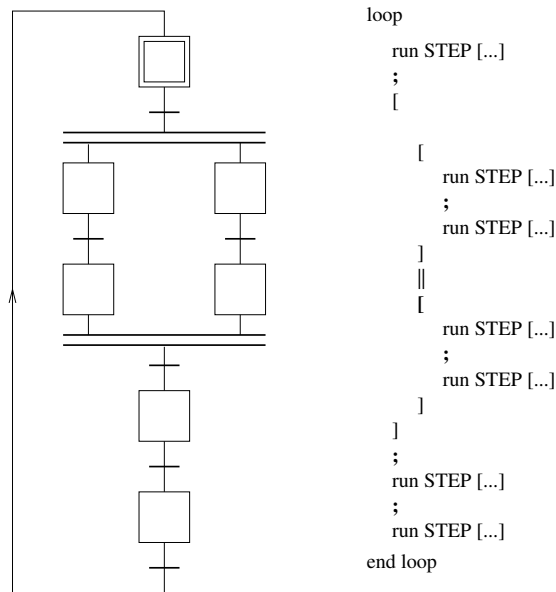 loop
run STEP [...]
;
[
[
run STEP [...]
;
run STEP [...]
]
||
[
run STEP [...]
;
run STEP [...]
]
]
;
run STEP [...]
;
run STEP [...]
end loop